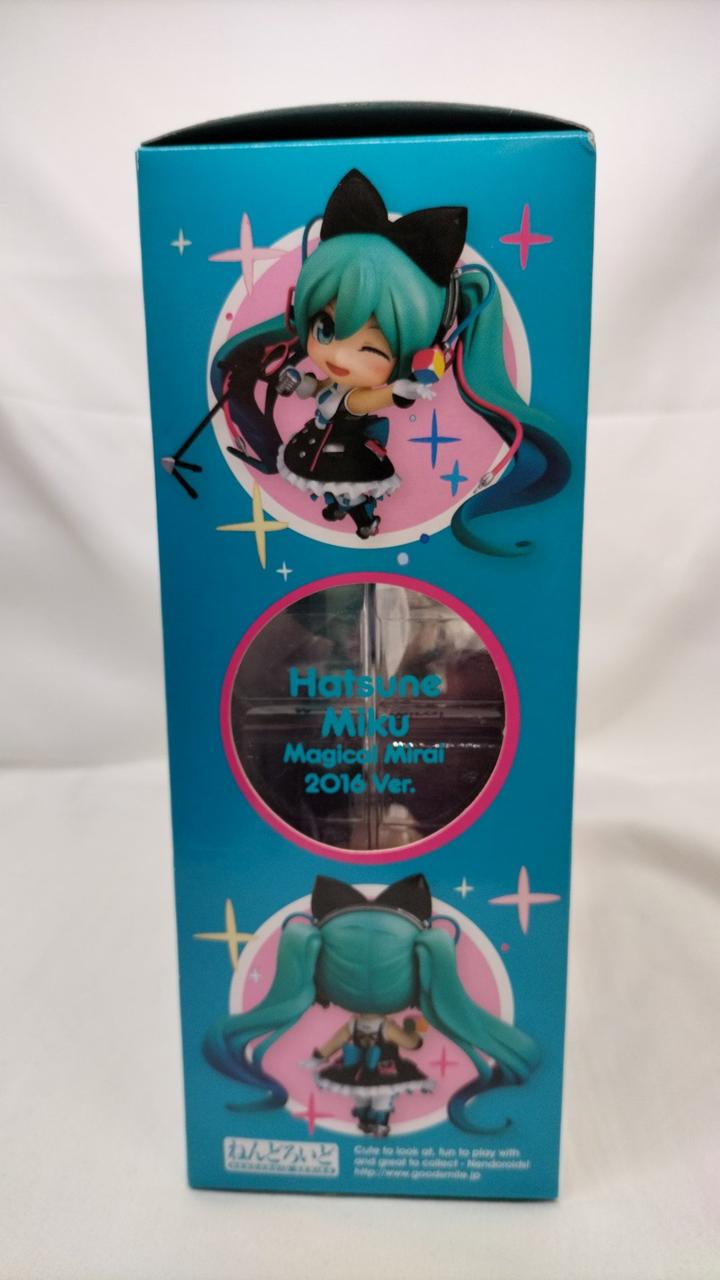 Hatsune
Miku
Magical Mirai
2016 Ver.
ねんどろいど
Cute to look at, fun to play with
and great to collect - Nendoroids!
http://www.goodsmile.jp